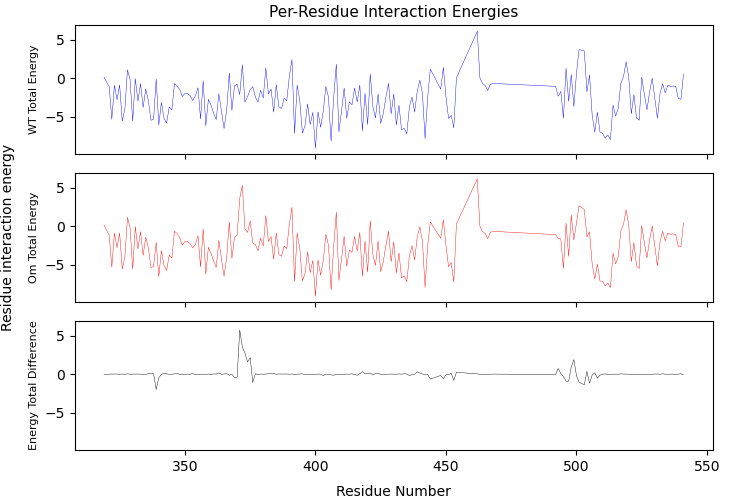 Per-Residue Interaction Energies
Residue interaction energy
WT Total Energy
5
0
−5
Om Total Energy
5
0
−5
Energy Total Difference
5
0
−5
350
400
450
500
550
Residue Number